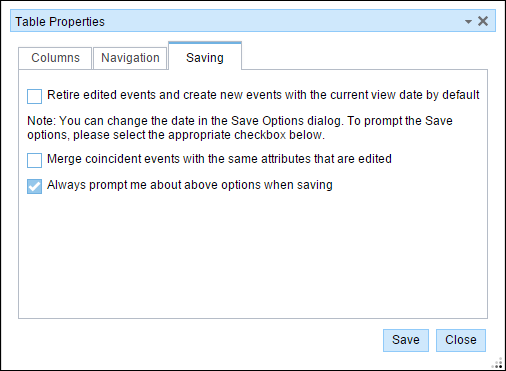 Table Properties
Columns
Navigation
Saving
Retire edited events and create new events with the current view date by default
Note: You can change the date in the Save Options dialog. To prompt the Save
options, please select the appropriate checkbox below.
Merge coincident events with the same attributes that are edited
Always prompt me about above options when saving
Save
Close